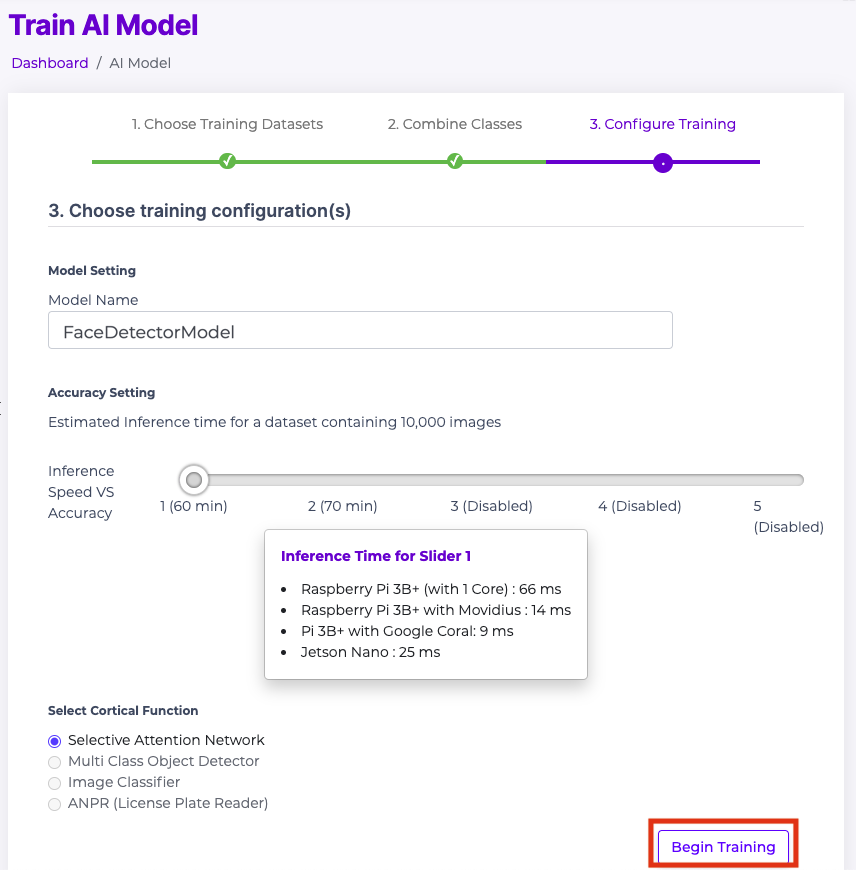 Train AI Model
Dashboard / AI Model
1. Choose Training Datasets 2. Combine Classes 3. Configure Training
3. Choose training configuration(s)
Model Setting
Model Name
FaceDetectorModel
Accuracy Setting
Estimated Inference time for a dataset containing 10,000 images
Inference
Speed VS
Accuracy
1 (60 min) 2 (70 min) 3 (Disabled) 4 (Disabled) 5
(Disabled)
Inference Time for Slider 1
• Raspberry Pi 3B+ (with 1 Core) : 66 ms
• Raspberry Pi 3B+ with Movidius : 14 ms
• Pi 3B+ with Google Coral: 9 ms
• Jetson Nano : 25 ms
Select Cortical Function
Selective Attention Network
Multi Class Object Detector
Image Classifier
ANPR (License Plate Reader)
Begin Training